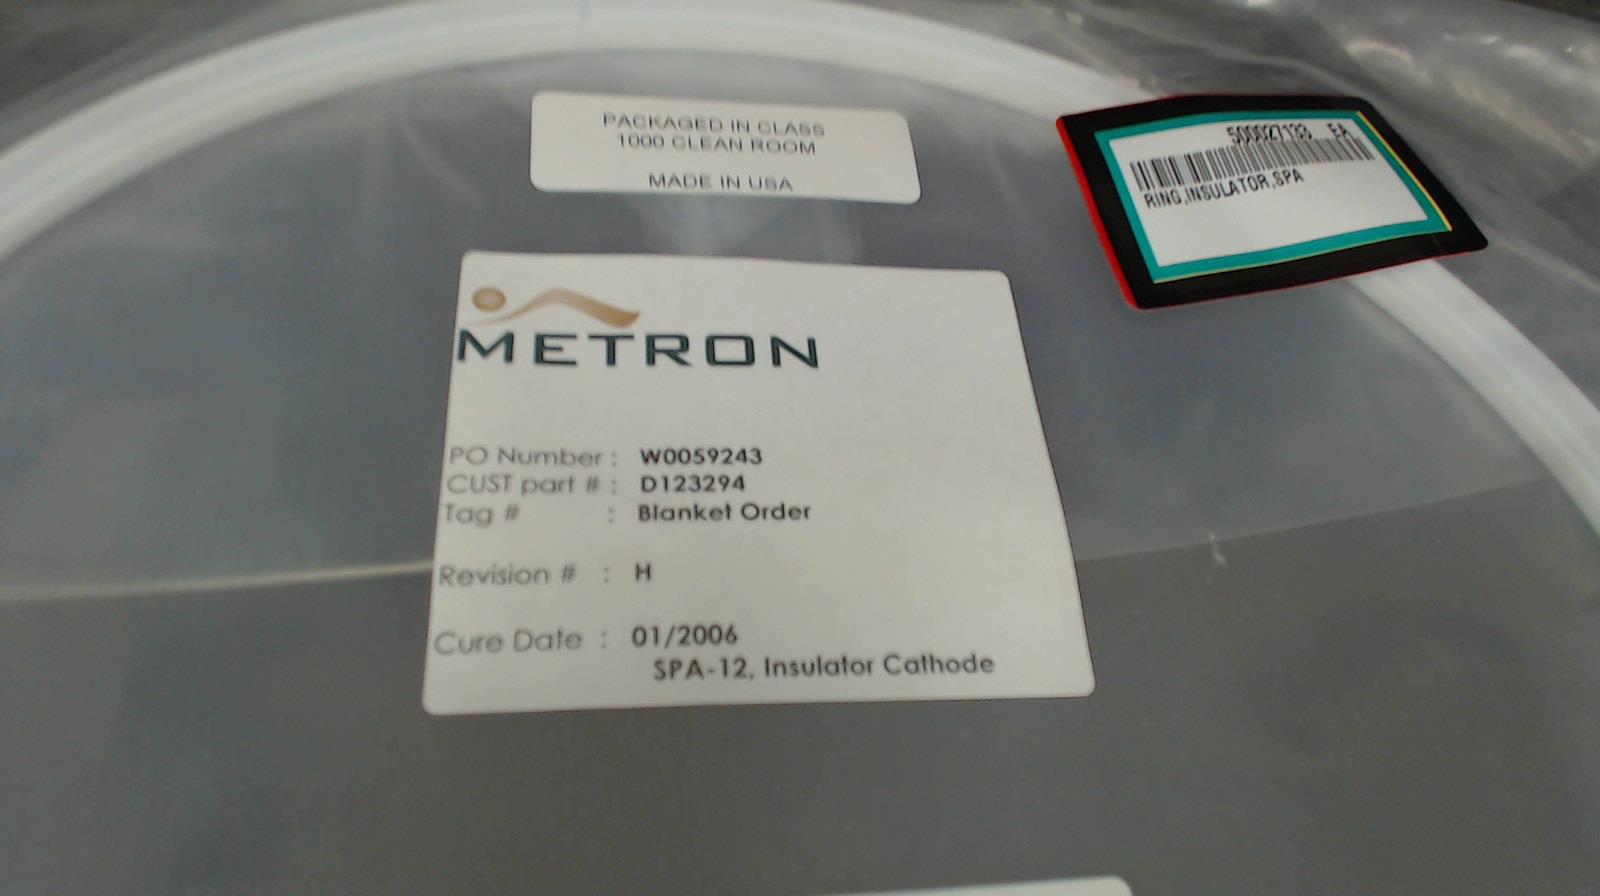 PACKAGED IN CLASS
1000 CLEAN ROOM
MADE IN USA
500027193 EA
RING,INSULATOR,SPA
METRON
PO Number : W0059243
CUST part # : D123294
Tag # : Blanket Order
Revision # : H
Cure Date : 01/2006
SPA-12, Insulator Cathode